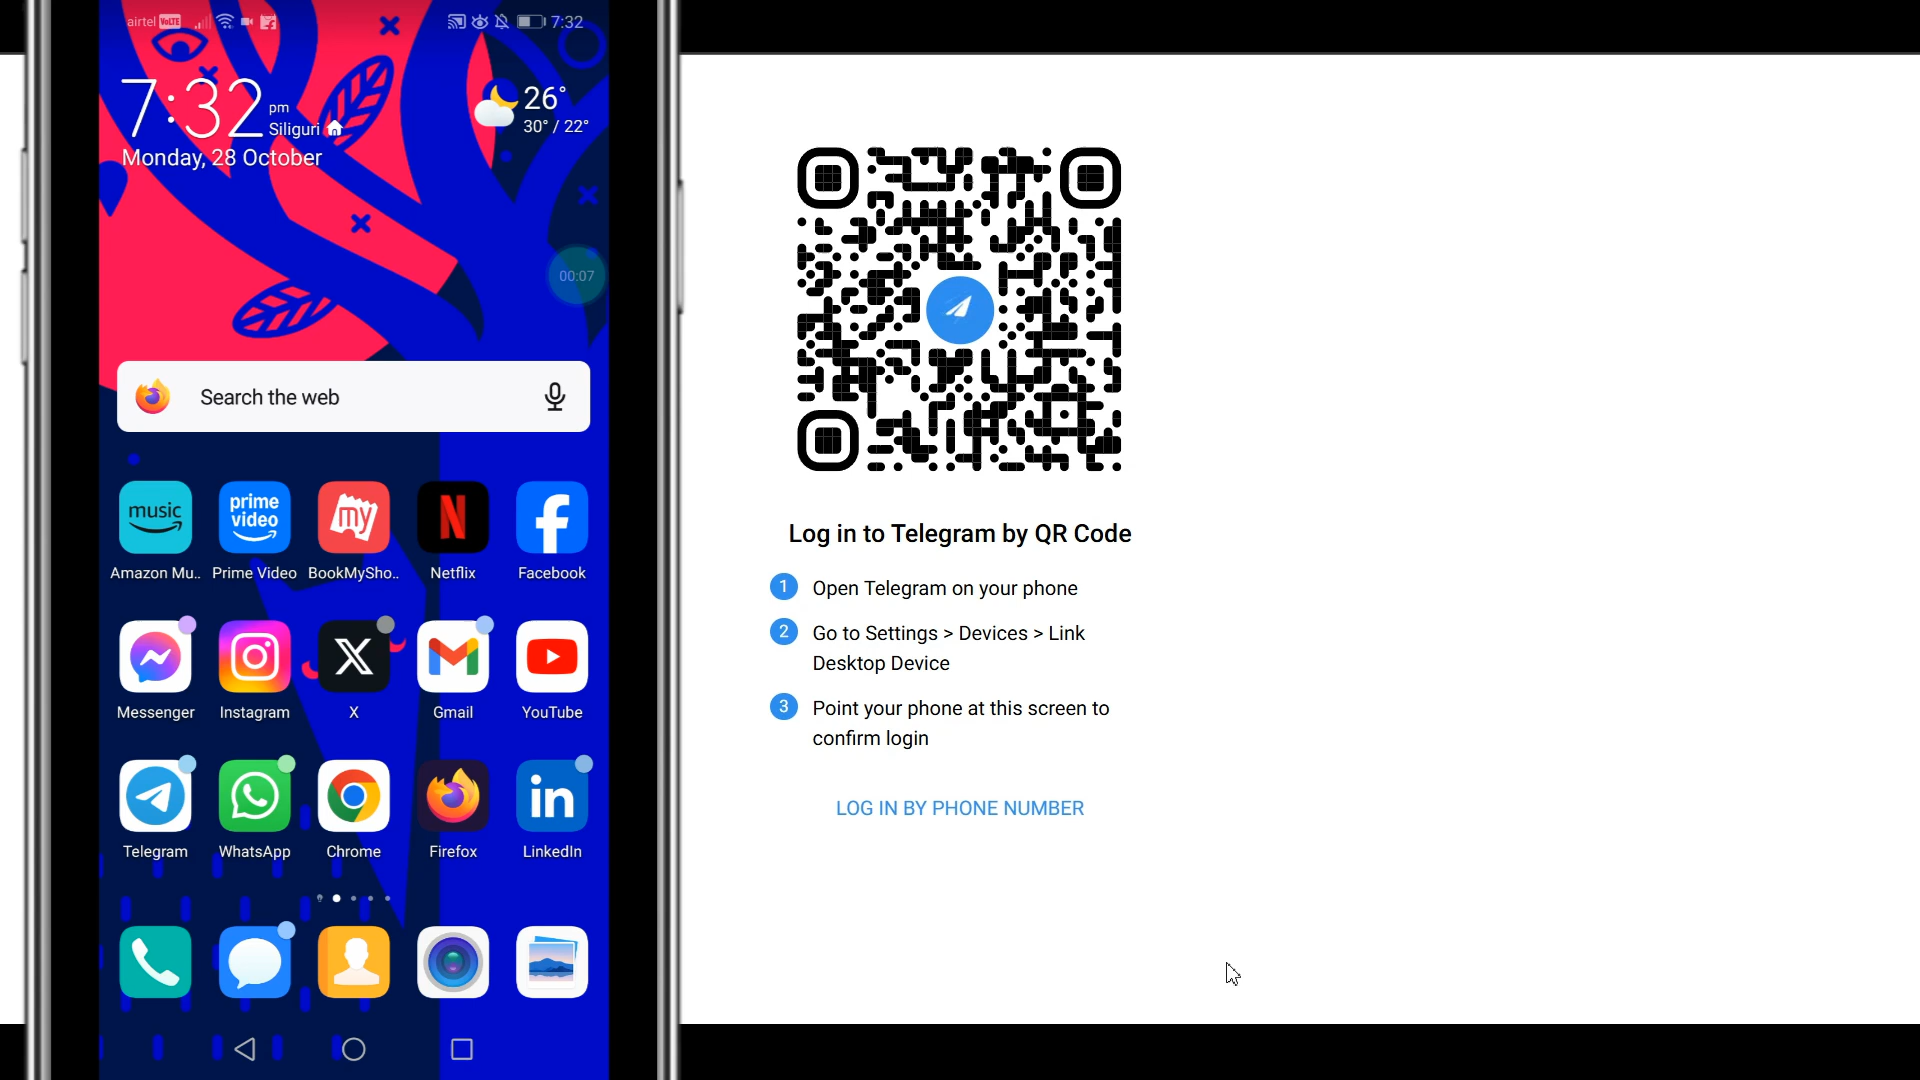 airtel VoLTE 7:32
7:32 pm
Siliguri
Monday, 28 October
26°
30° / 22°
00:07
Search the web
music
prime video
my
N
f
Amazon Mu..
Prime Video
BookMySho..
Netflix
Facebook
Messenger
Instagram
X
Gmail
YouTube
in
Telegram
WhatsApp
Chrome
Firefox
LinkedIn
Log in to Telegram by QR Code
1 Open Telegram on your phone
2 Go to Settings > Devices > Link
Desktop Device
3 Point your phone at this screen to
confirm login
LOG IN BY PHONE NUMBER